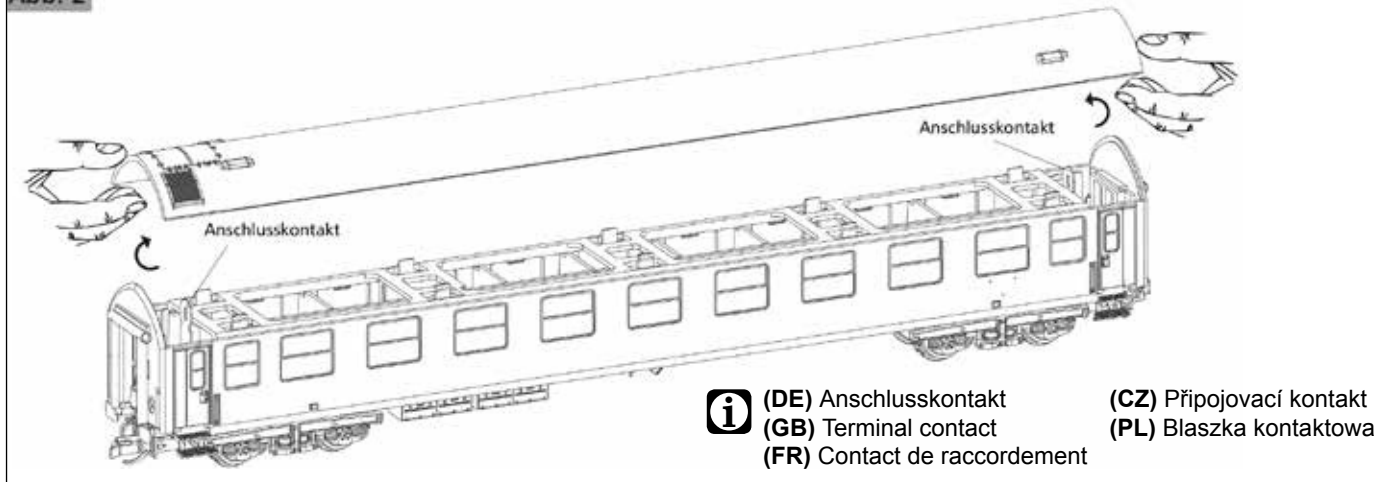 Abb. 2
Anschlusskontakt
Anschlusskontakt
(DE) Anschlusskontakt
(GB) Terminal contact
(FR) Contact de raccordement
(CZ) Připojovací kontakt
(PL) Blaszka kontaktowa